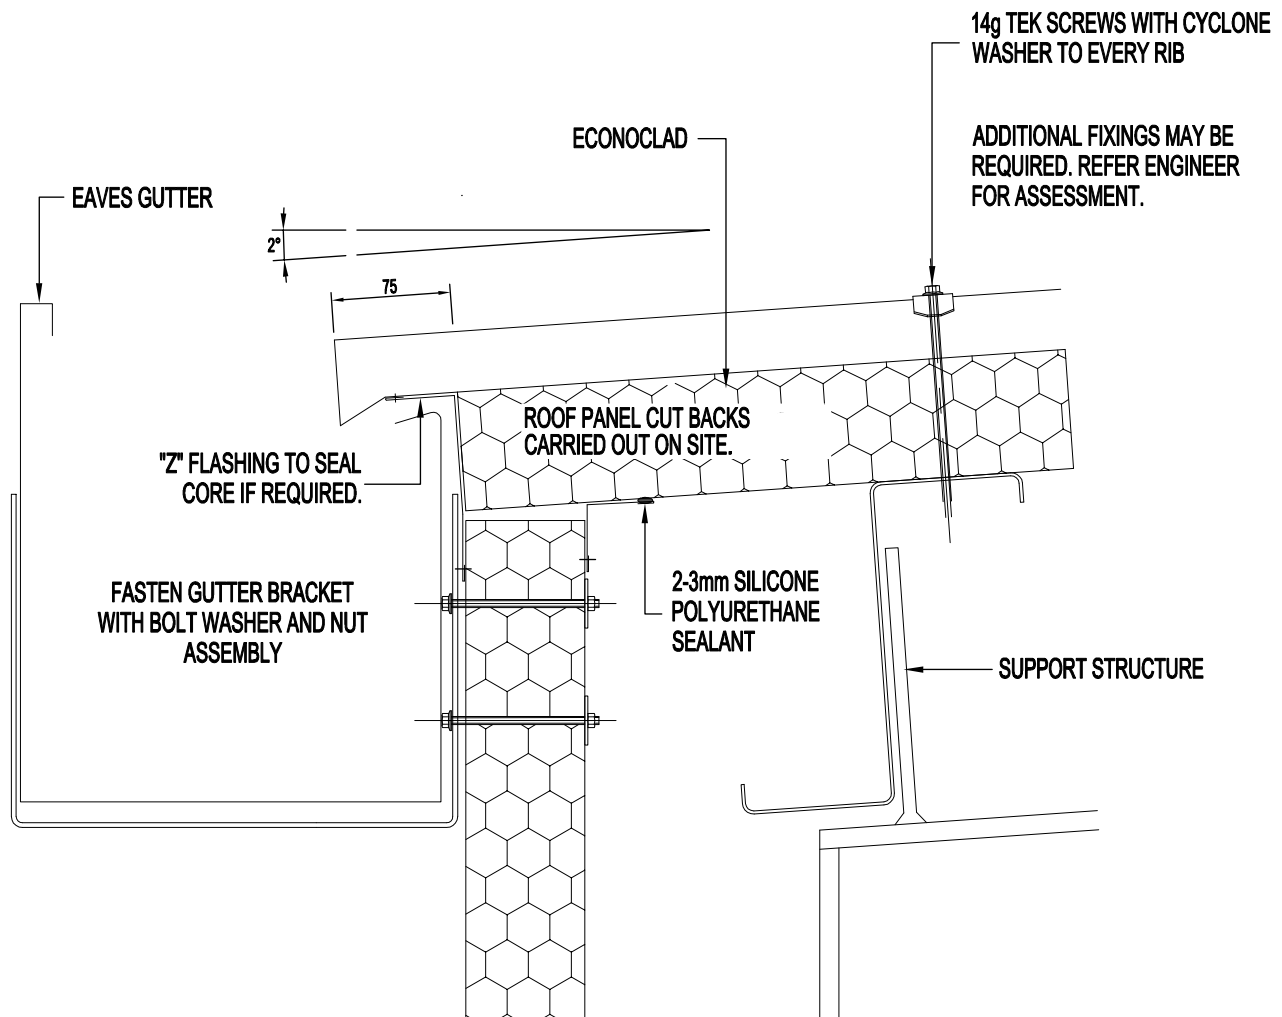 14g TEK SCREWS WITH CYCLONE
WASHER TO EVERY RIB
ECONOCLAD
ADDITIONAL FIXINGS MAY BE
REQUIRED. REFER ENGINEER
FOR ASSESSMENT.
EAVES GUTTER
2°
75
ROOF PANEL CUT BACKS
CARRIED OUT ON SITE.
"Z" FLASHING TO SEAL
CORE IF REQUIRED.
FASTEN GUTTER BRACKET
WITH BOLT WASHER AND NUT
ASSEMBLY
2-3mm SILICONE
POLYURETHANE
SEALANT
SUPPORT STRUCTURE